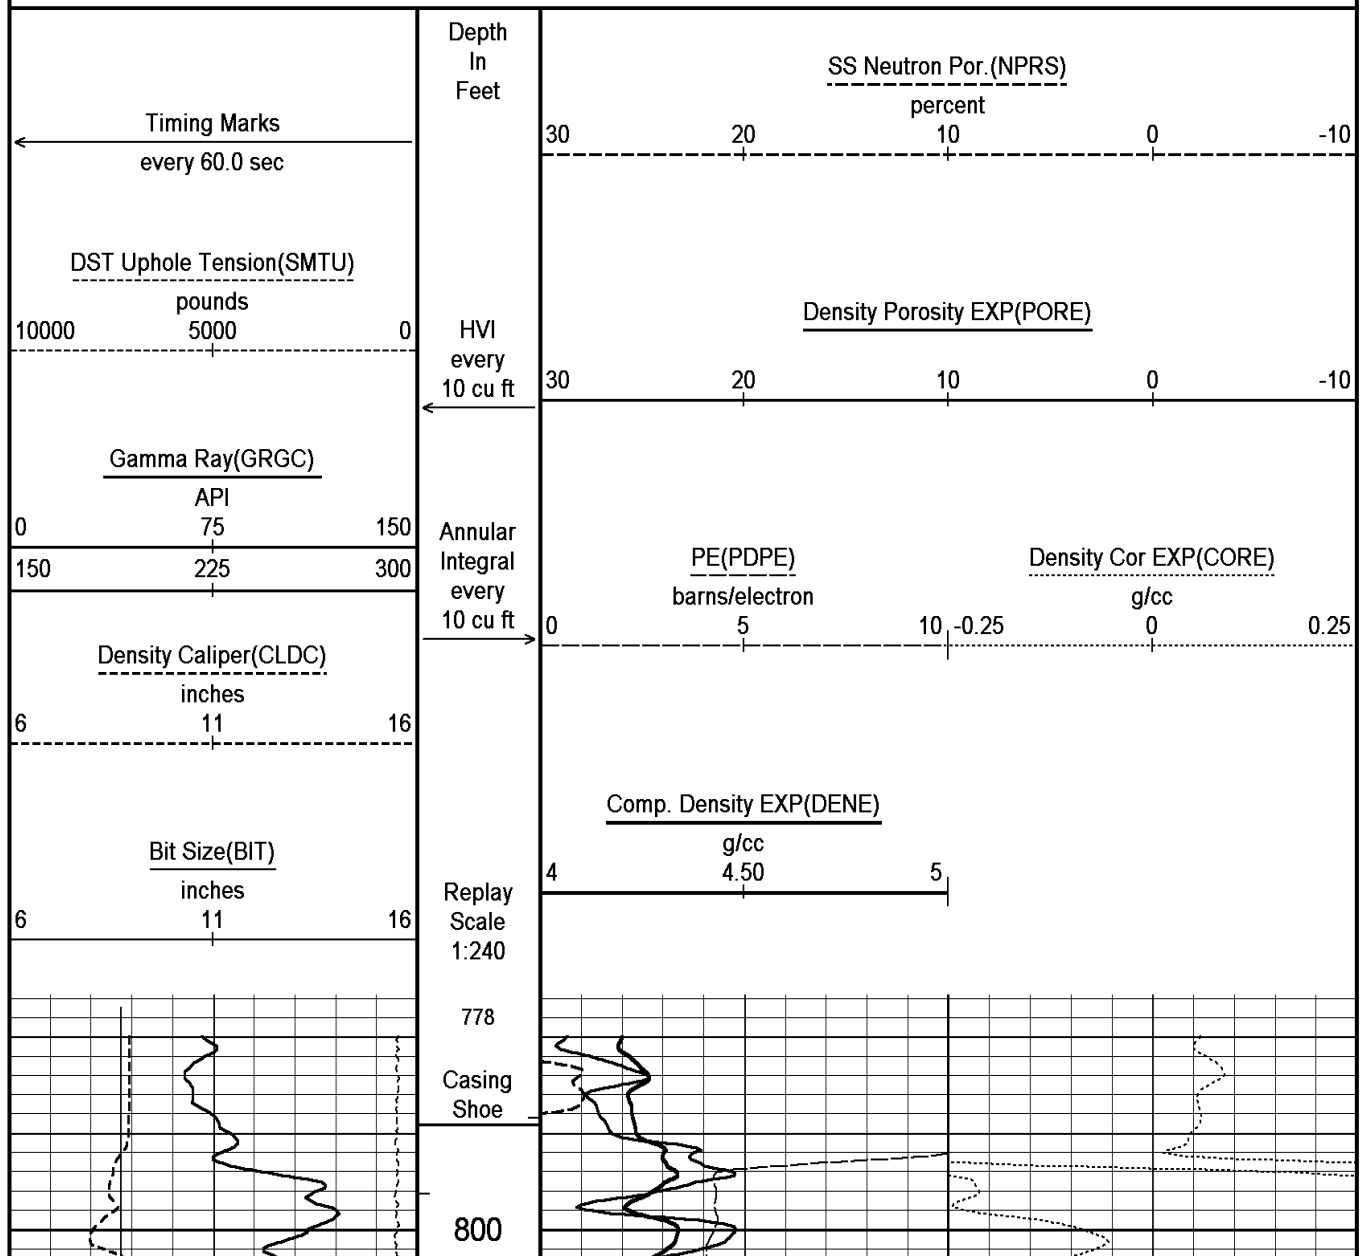 Timing Marks
every 60.0 sec
DST Uphole Tension(SMTU)
pounds
10000 5000 0
Gamma Ray(GRGC)
API
0 75 150
150 225 300
Density Caliper(CLDC)
inches
6 11 16
Bit Size(BIT)
inches
6 11 16
Depth
In
Feet
HVI
every
10 cu ft
Annular
Integral
every
10 cu ft
Replay
Scale
1:240
778
Casing
Shoe
800
SS Neutron Por.(NPRS)
percent
30 20 10 0 -10
Density Porosity EXP(PORE)
30 20 10 0 -10
PE(PDPE)
barns/electron
0 5 10
Density Cor EXP(CORE)
g/cc
-0.25 0 0.25
Comp. Density EXP(DENE)
g/cc
4 4.50 5